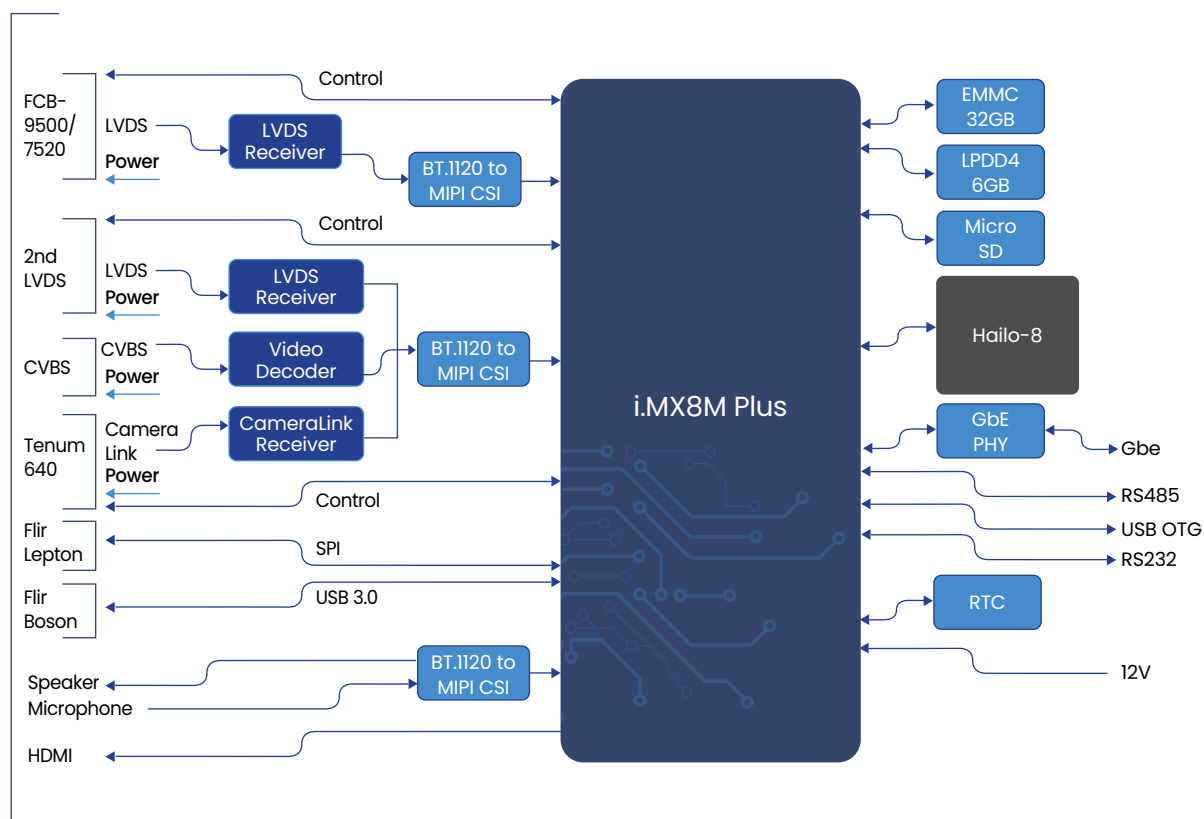 FCB-
9500/
7520
Control
LVDS
Power
LVDS
Receiver
BT.1120 to
MIPI CSI
2nd
LVDS
Control
LVDS
Power
LVDS
Receiver
CVBS
CVBS
Power
Video
Decoder
BT.1120 to
MIPI CSI
Tenum
640
Camera
Link
Power
CameraLink
Receiver
Control
Flir
Lepton
SPI
Flir
Boson
USB 3.0
Speaker
Microphone
BT.1120 to
MIPI CSI
HDMI
i.MX8M Plus
EMMC
32GB
LPDD4
6GB
Micro
SD
Hailo-8
GbE
PHY
Gbe
RS485
USB OTG
RS232
RTC
12V